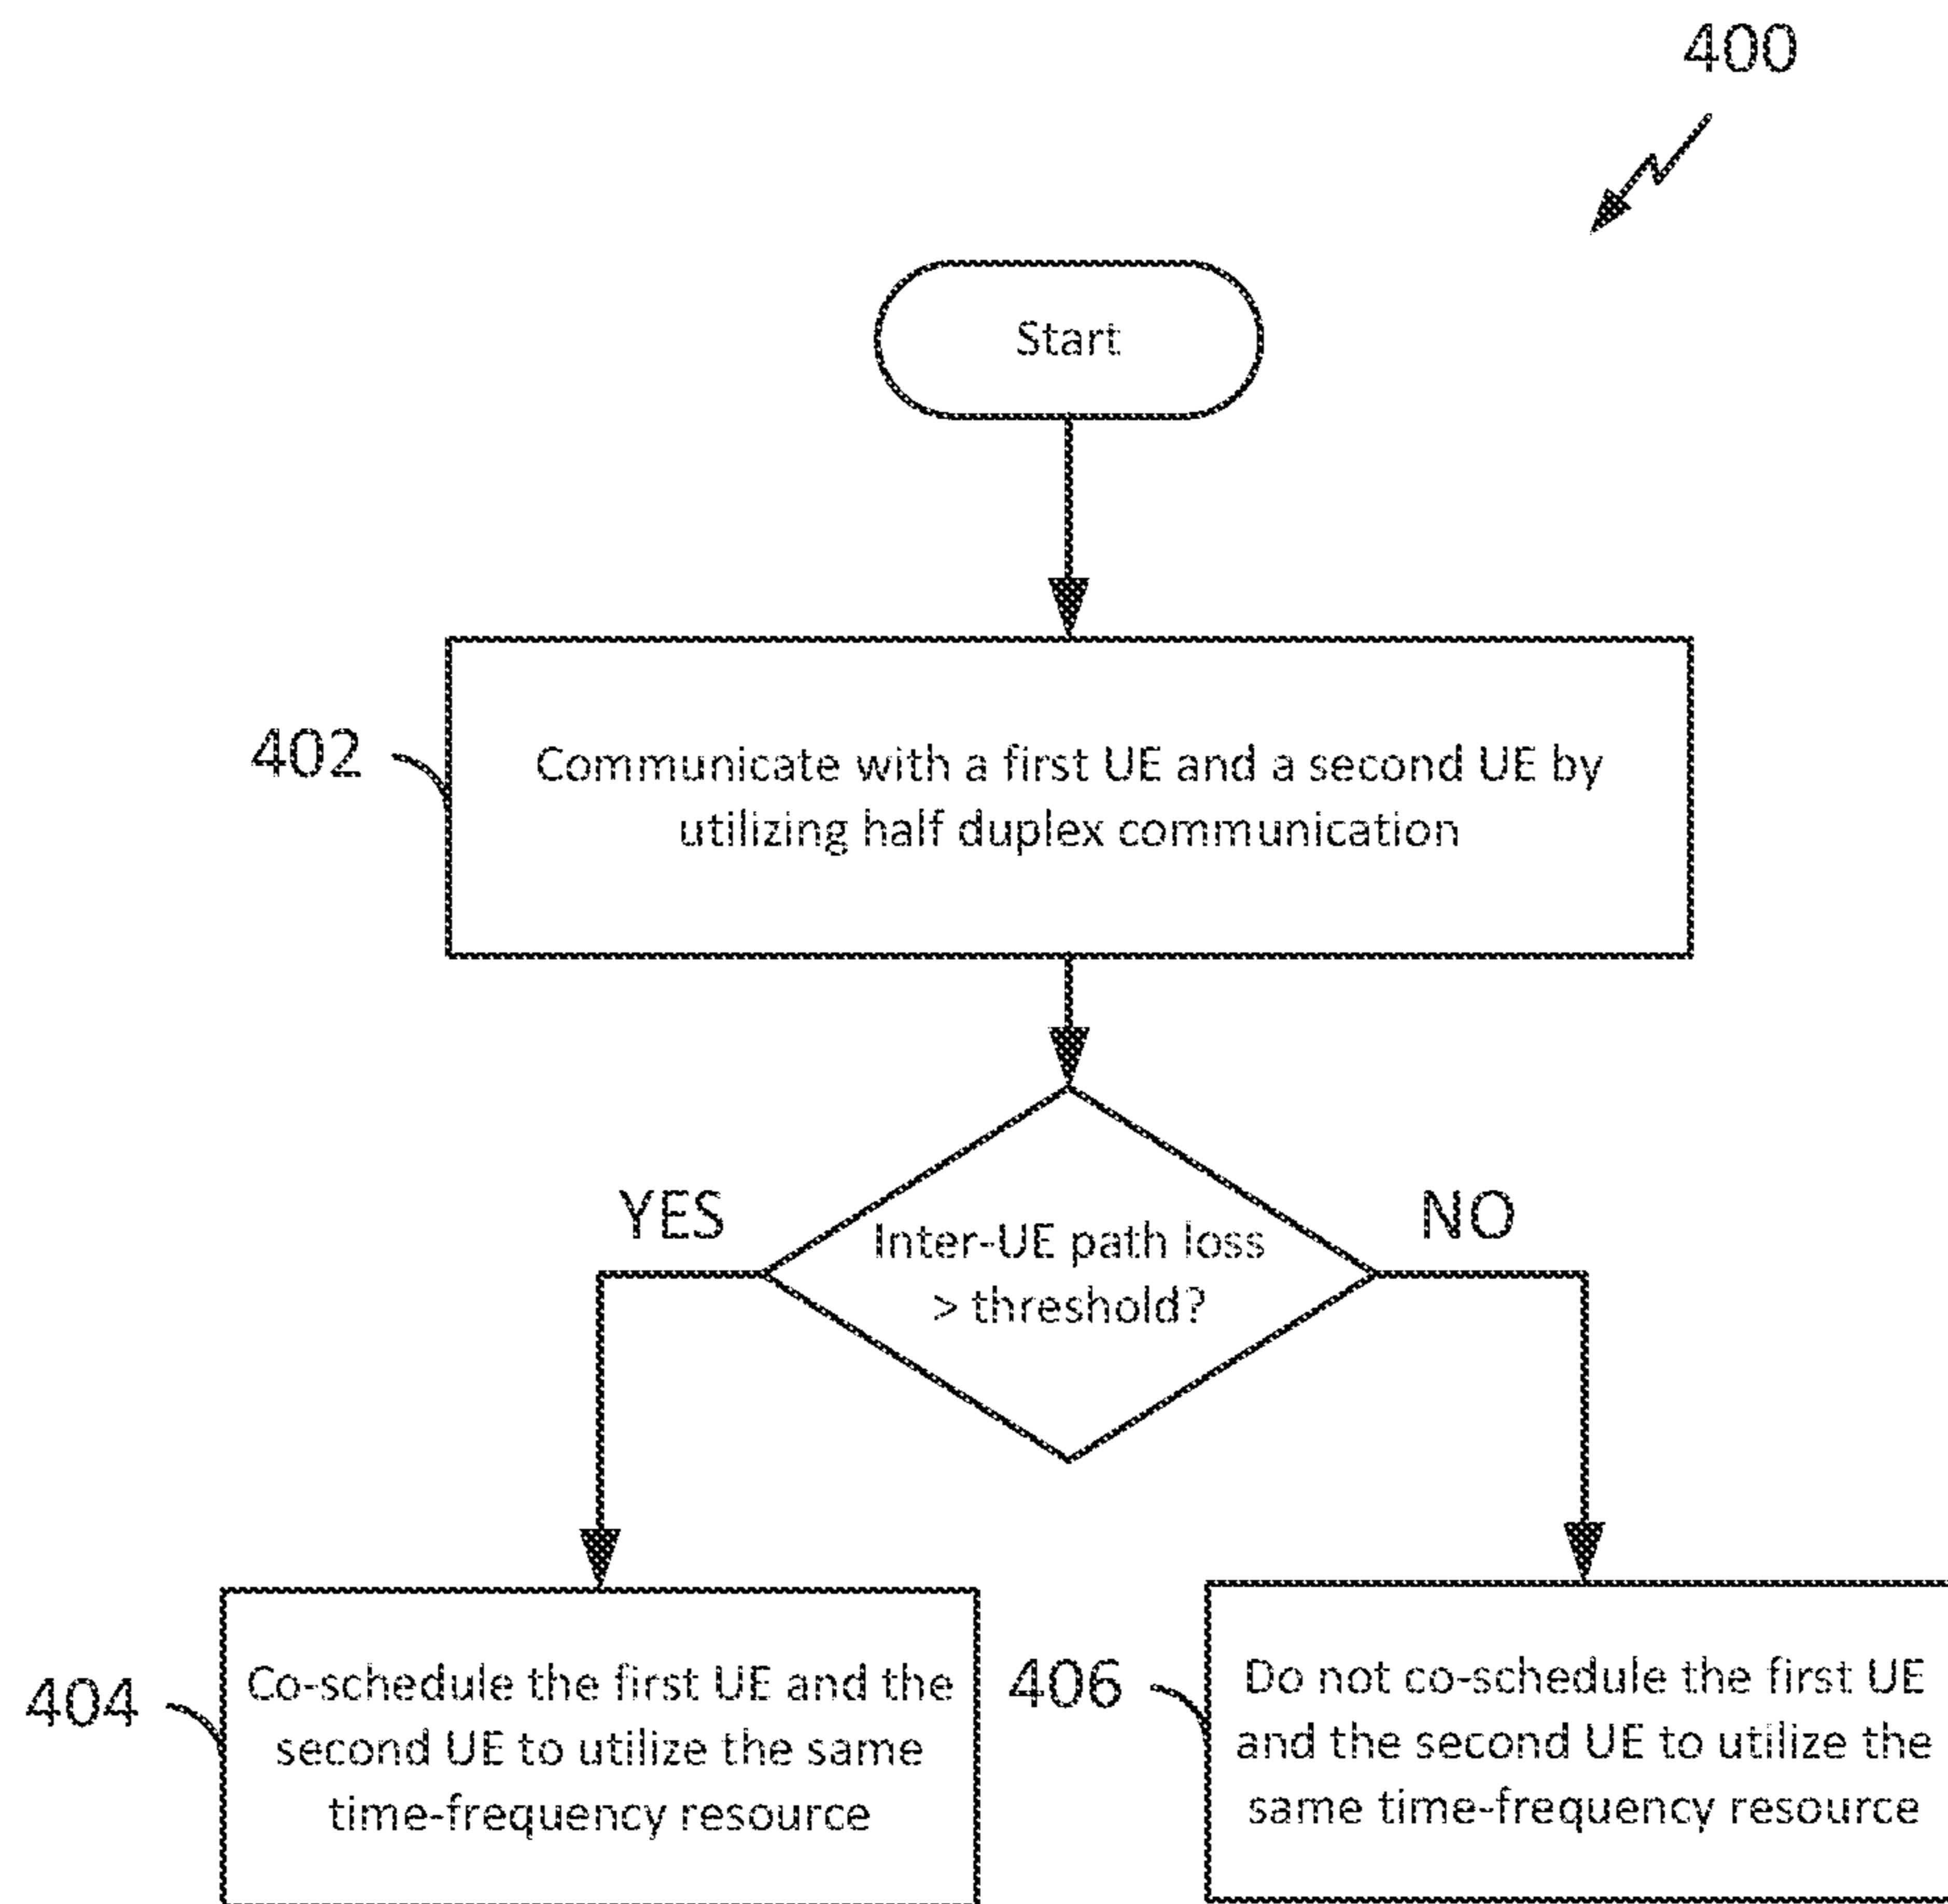 400
Start
402
Communicate with a first UE and a second UE by
utilizing half duplex communication
YES
NO
Inter-UE path loss
> threshold?
404
Co-schedule the first UE and the
second UE to utilize the same
time-frequency resource
406
Do not co-schedule the first UE
and the second UE to utilize the
same time-frequency resource